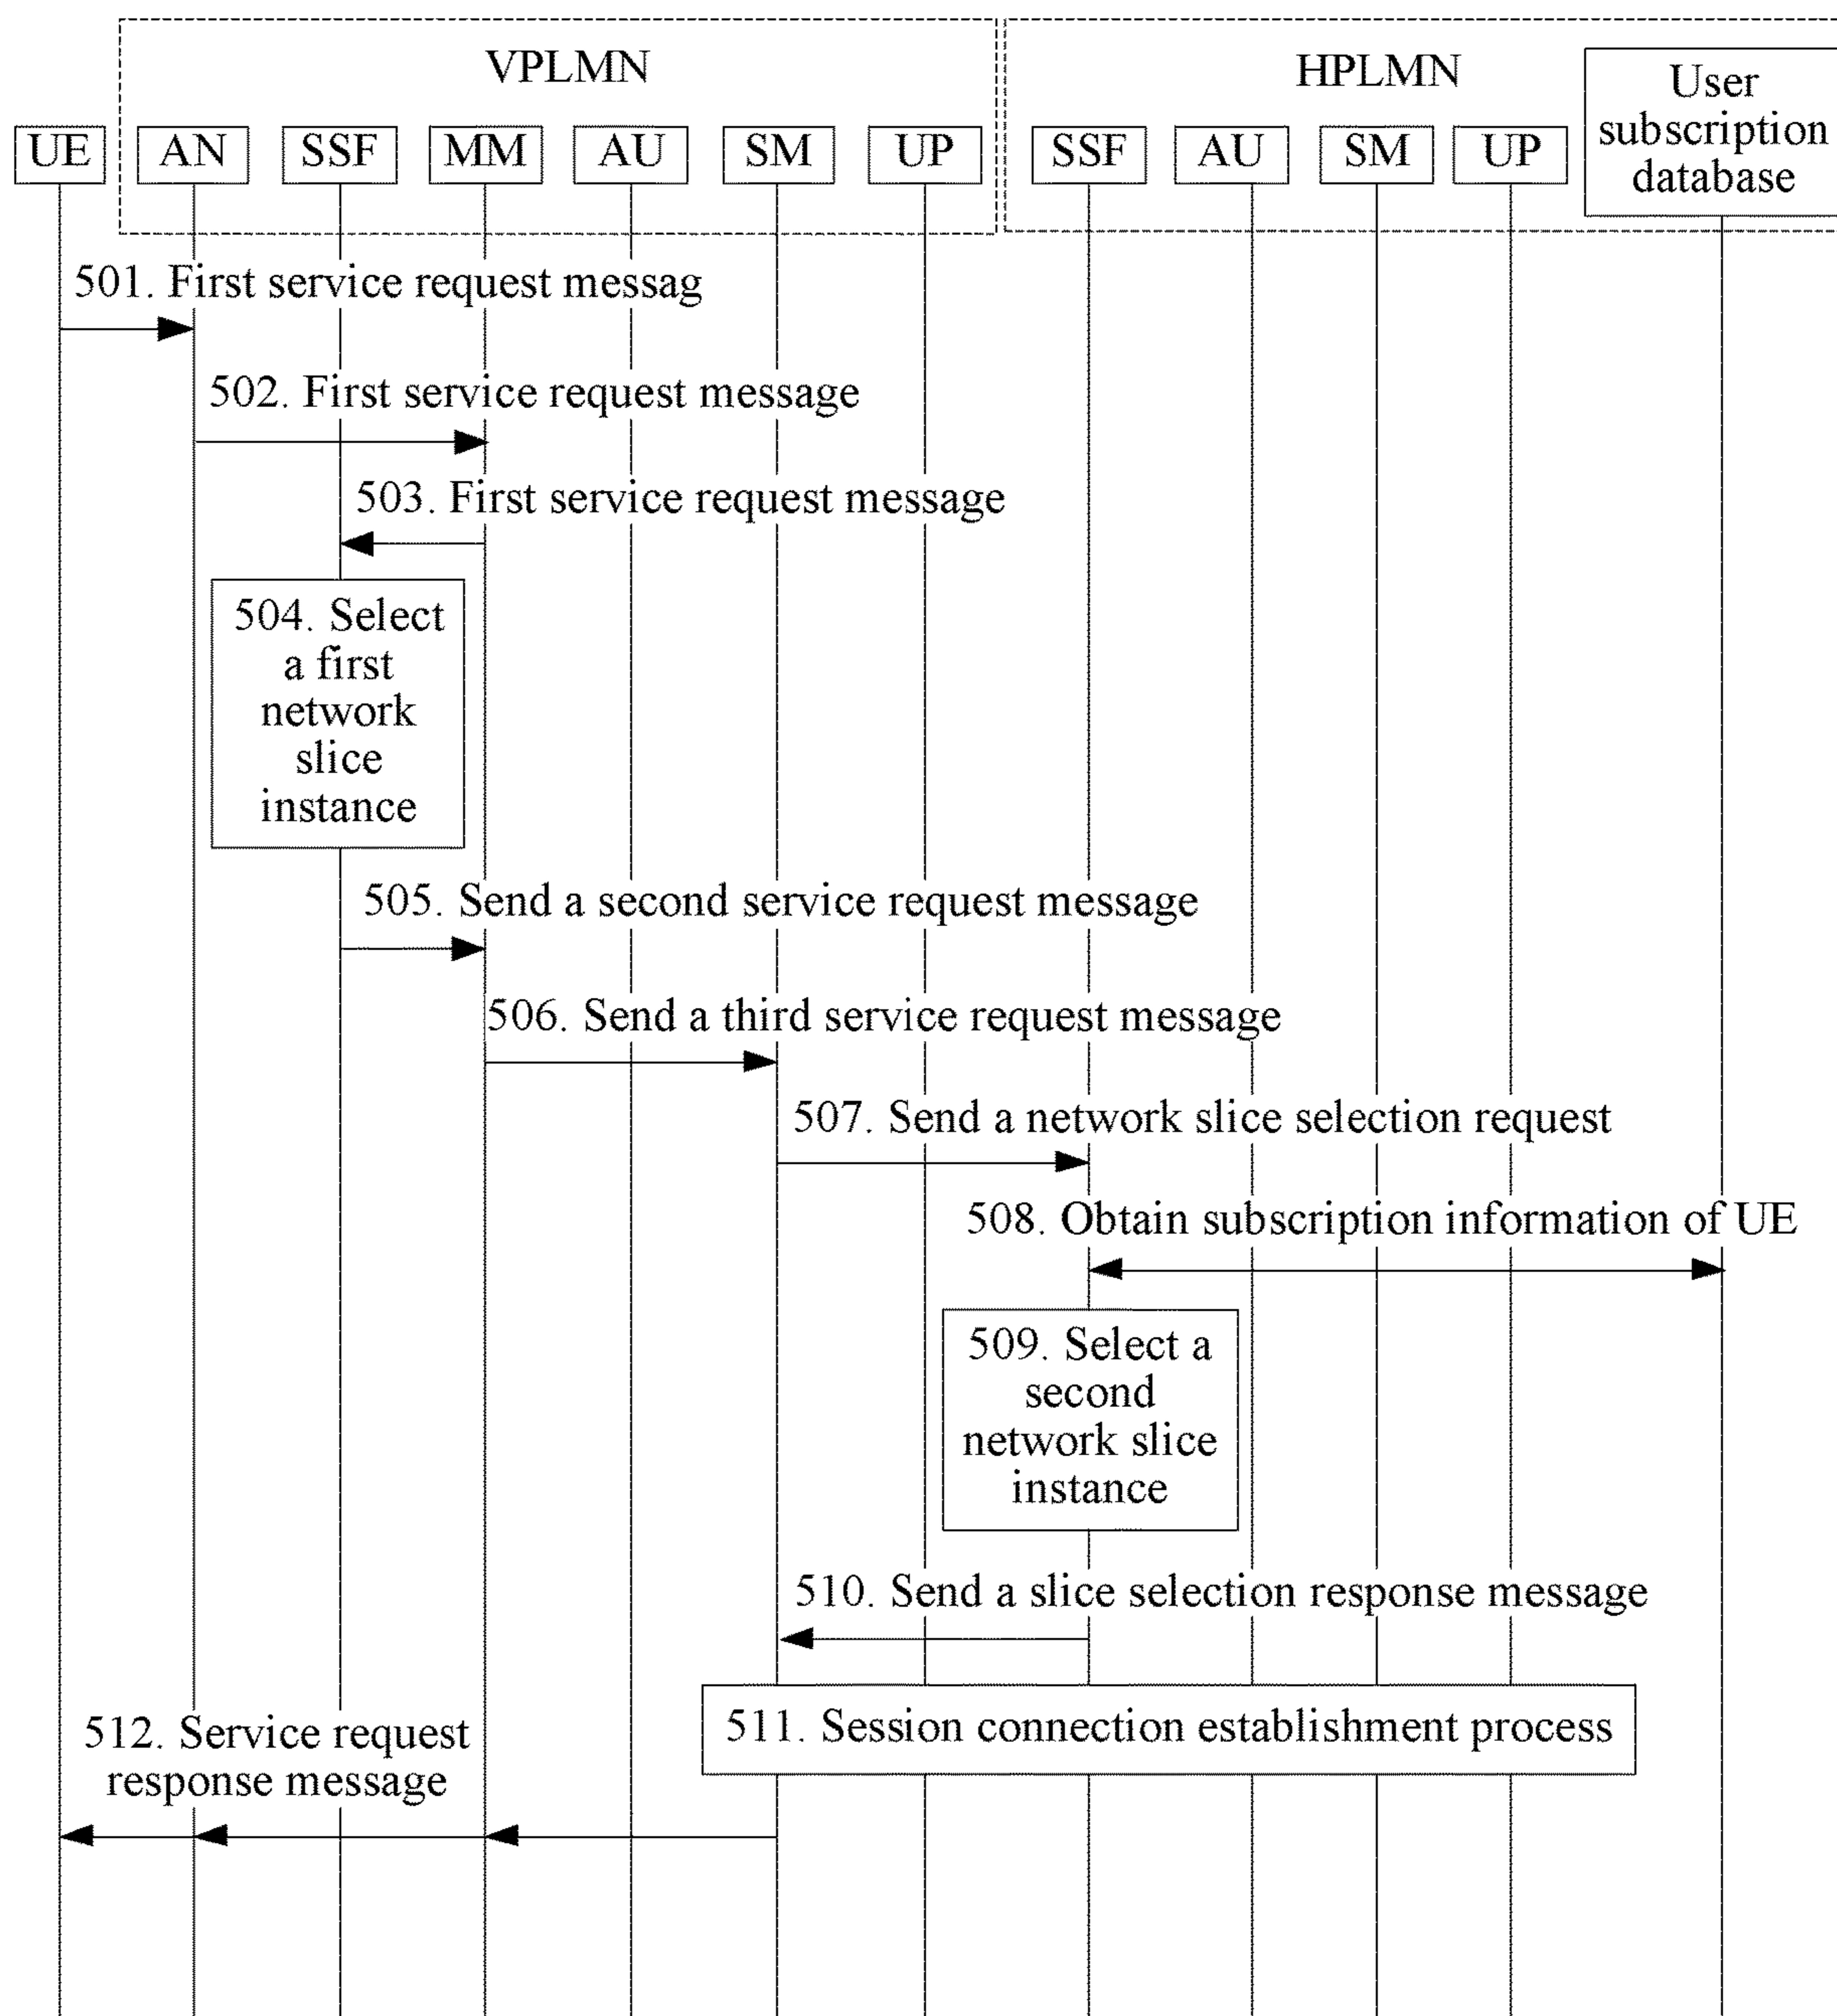 VPLMN
HPLMN
User
subscription
database
UE
AN
SSF
MM
AU
SM
UP
SSF
AU
SM
UP
501. First service request messag
502. First service request message
503. First service request message
504. Select
a first
network
slice
instance
505. Send a second service request message
506. Send a third service request message
507. Send a network slice selection request
508. Obtain subscription information of UE
509. Select a
second
network slice
instance
510. Send a slice selection response message
511. Session connection establishment process
512. Service request
response message